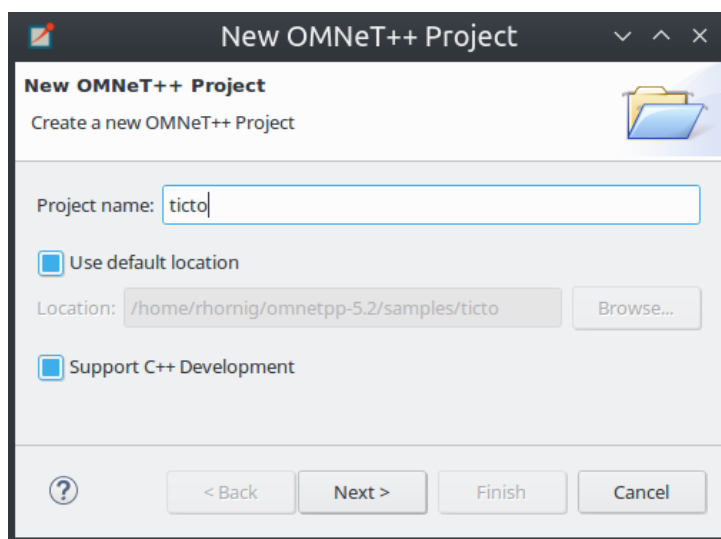 New OMNeT++ Project
New OMNeT++ Project
Create a new OMNeT++ Project
Project name: ticto
Use default location
Location: /home/rhornig/omnetpp-5.2/samples/ticto Browse...
Support C++ Development
? < Back Next > Finish Cancel